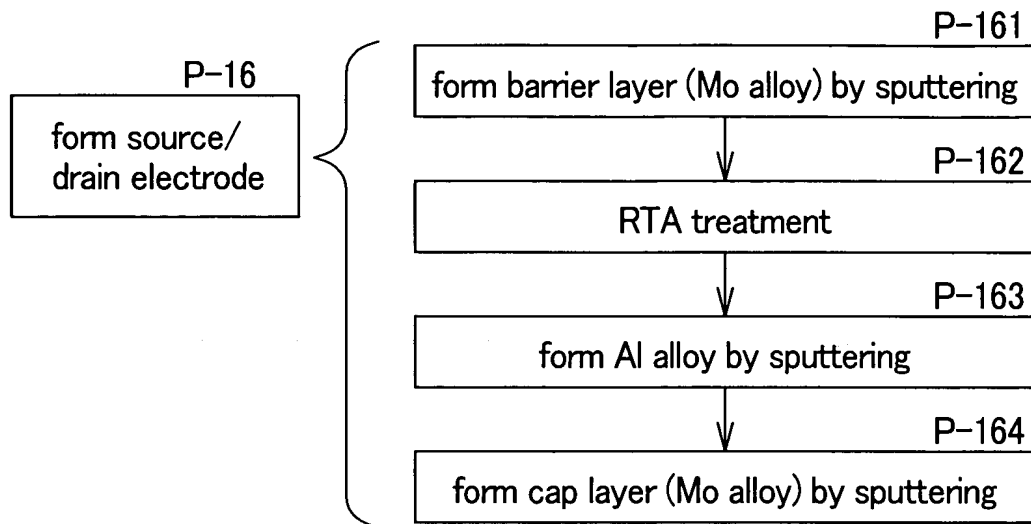 P-16
form source/
drain electrode
P-161
form barrier layer (Mo alloy) by sputtering
P-162
RTA treatment
P-163
form Al alloy by sputtering
P-164
form cap layer (Mo alloy) by sputtering